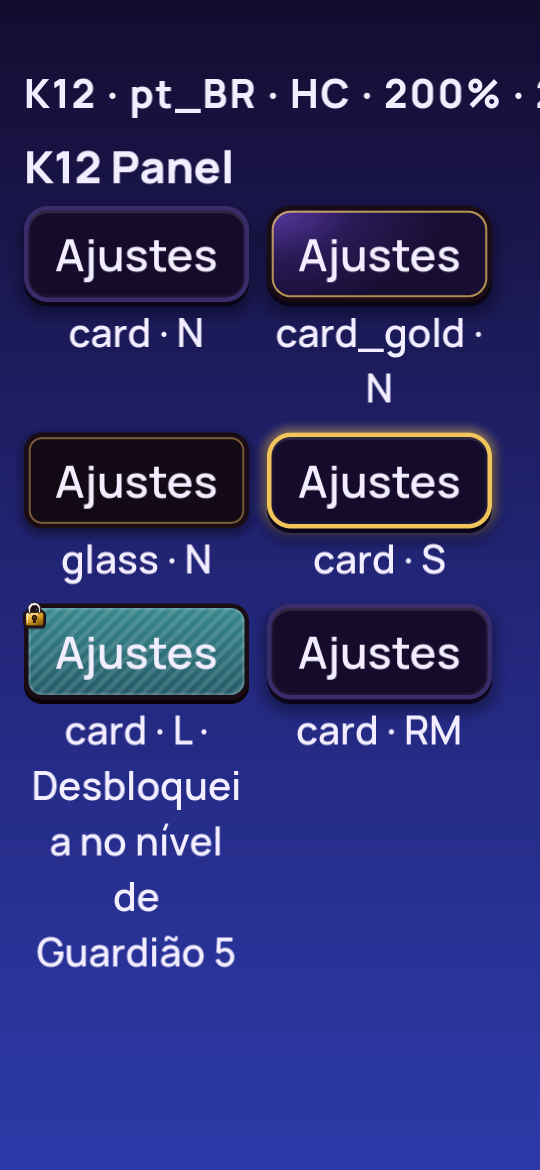 K12 · pt_BR · HC · 200% ·
K12 Panel
Ajustes
Ajustes
card · N
card_gold ·
N
Ajustes
Ajustes
glass · N
card · S
Ajustes
Ajustes
card · L ·
Desbloquei
a no nível
de
Guardião 5
card · RM